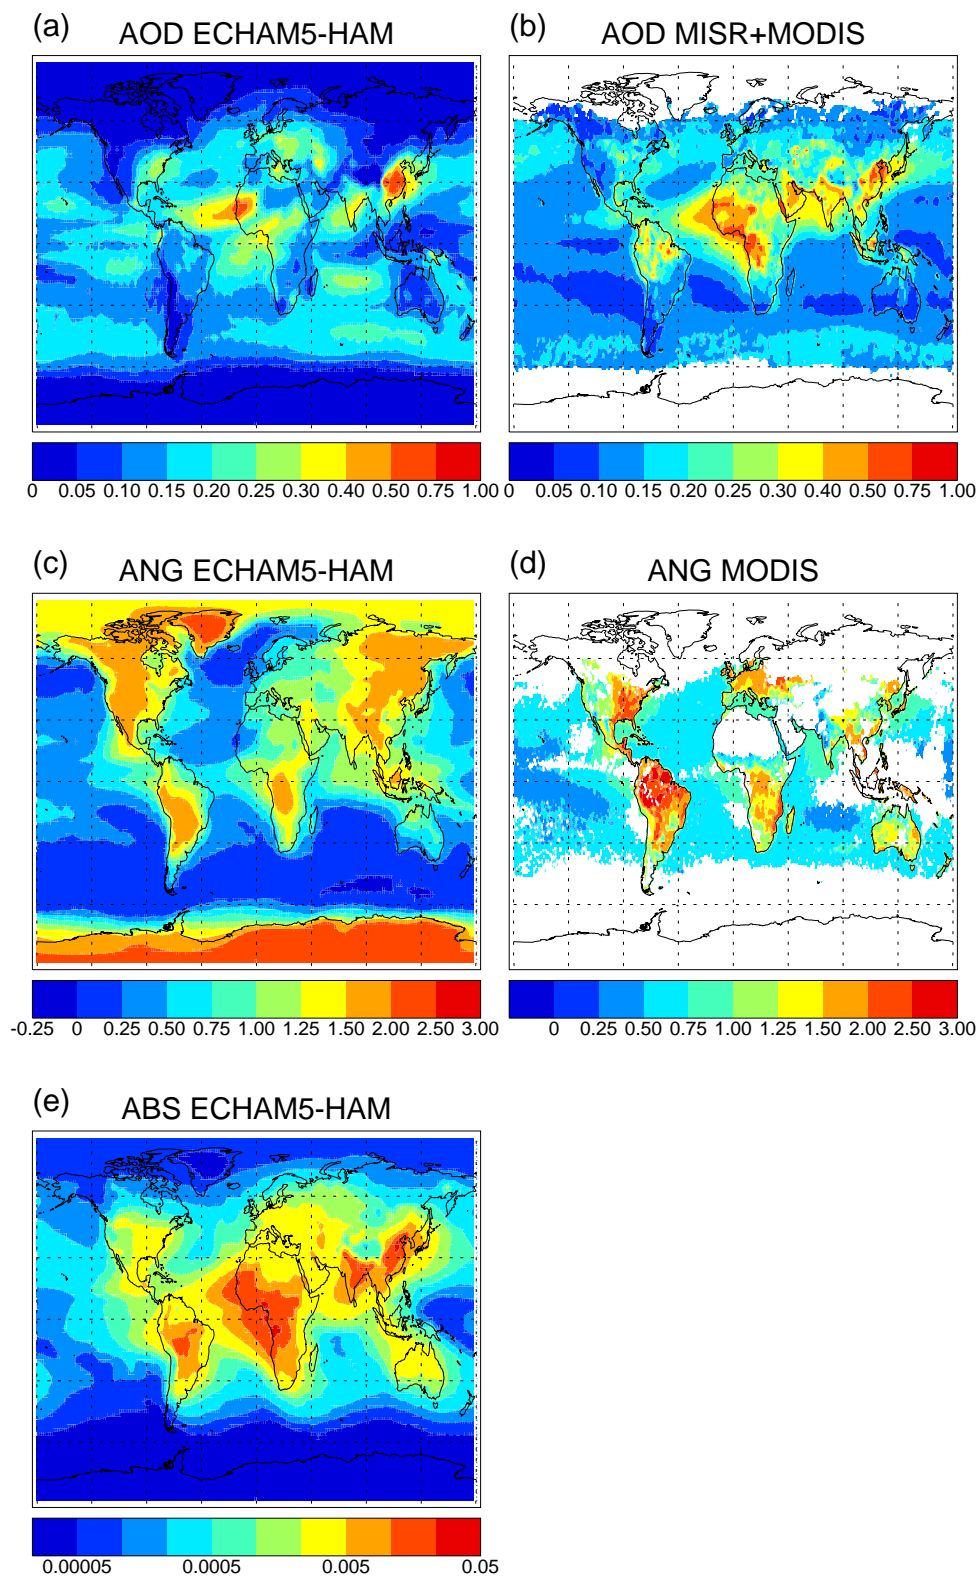 (a) AOD ECHAM5-HAM
(b) AOD MISR+MODIS
0 0.05 0.10 0.15 0.20 0.25 0.30 0.40 0.50 0.75 1.00
0 0.05 0.10 0.15 0.20 0.25 0.30 0.40 0.50 0.75 1.00
(c) ANG ECHAM5-HAM
(d) ANG MODIS
-0.25 0 0.25 0.50 0.75 1.00 1.25 1.50 2.00 2.50 3.00
0 0.25 0.50 0.75 1.00 1.25 1.50 2.00 2.50 3.00
(e) ABS ECHAM5-HAM
0.00005 0.0005 0.005 0.05